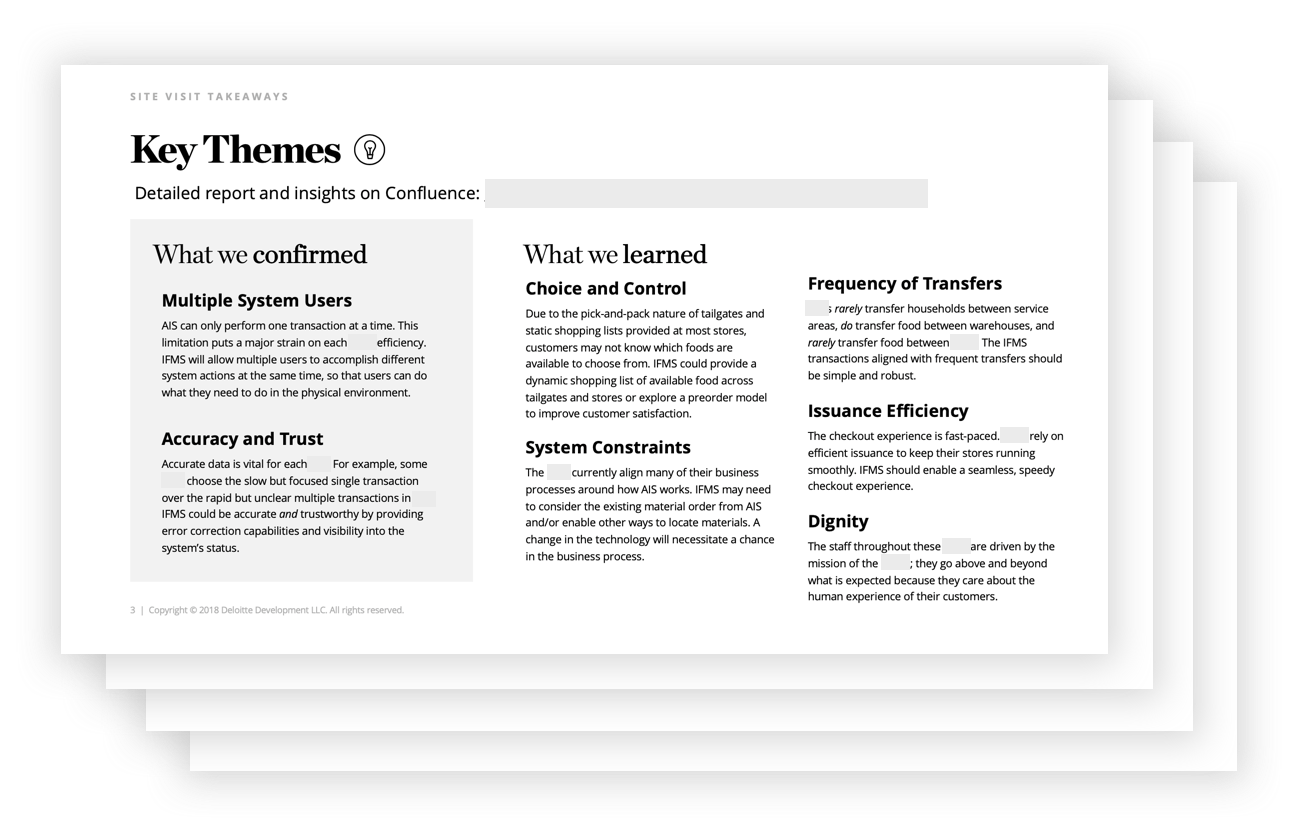 SITE VISIT TAKEAWAYS
Key Themes
Detailed report and insights on Confluence:
What we confirmed
Multiple System Users
AIS can only perform one transaction at a time. This
limitation puts a major strain on each efficiency.
IFMS will allow multiple users to accomplish different
system actions at the same time, so that users can do
what they need to do in the physical environment.
Accuracy and Trust
Accurate data is vital for each For example, some
choose the slow but focused single transaction
over the rapid but unclear multiple transactions in
IFMS could be accurate and trustworthy by providing
error correction capabilities and visibility into the
system’s status.
What we learned
Choice and Control
Due to the pick-and-pack nature of tailgates and
static shopping lists provided at most stores,
customers may not know which foods are
available to choose from. IFMS could provide a
dynamic shopping list of available food across
tailgates and stores or explore a preorder model
to improve customer satisfaction.
System Constraints
The currently align many of their business
processes around how AIS works. IFMS may need
to consider the existing material order from AIS
and/or enable other ways to locate materials. A
change in the technology will necessitate a chance
in the business process.
Frequency of Transfers
s rarely transfer households between service
areas, do transfer food between warehouses, and
rarely transfer food between The IFMS
transactions aligned with frequent transfers should
be simple and robust.
Issuance Efficiency
The checkout experience is fast-paced. rely on
efficient issuance to keep their stores running
smoothly. IFMS should enable a seamless, speedy
checkout experience.
Dignity
The staff throughout these are driven by the
mission of the ; they go above and beyond
what is expected because they care about the
human experience of their customers.
3 | Copyright © 2018 Deloitte Development LLC. All rights reserved.